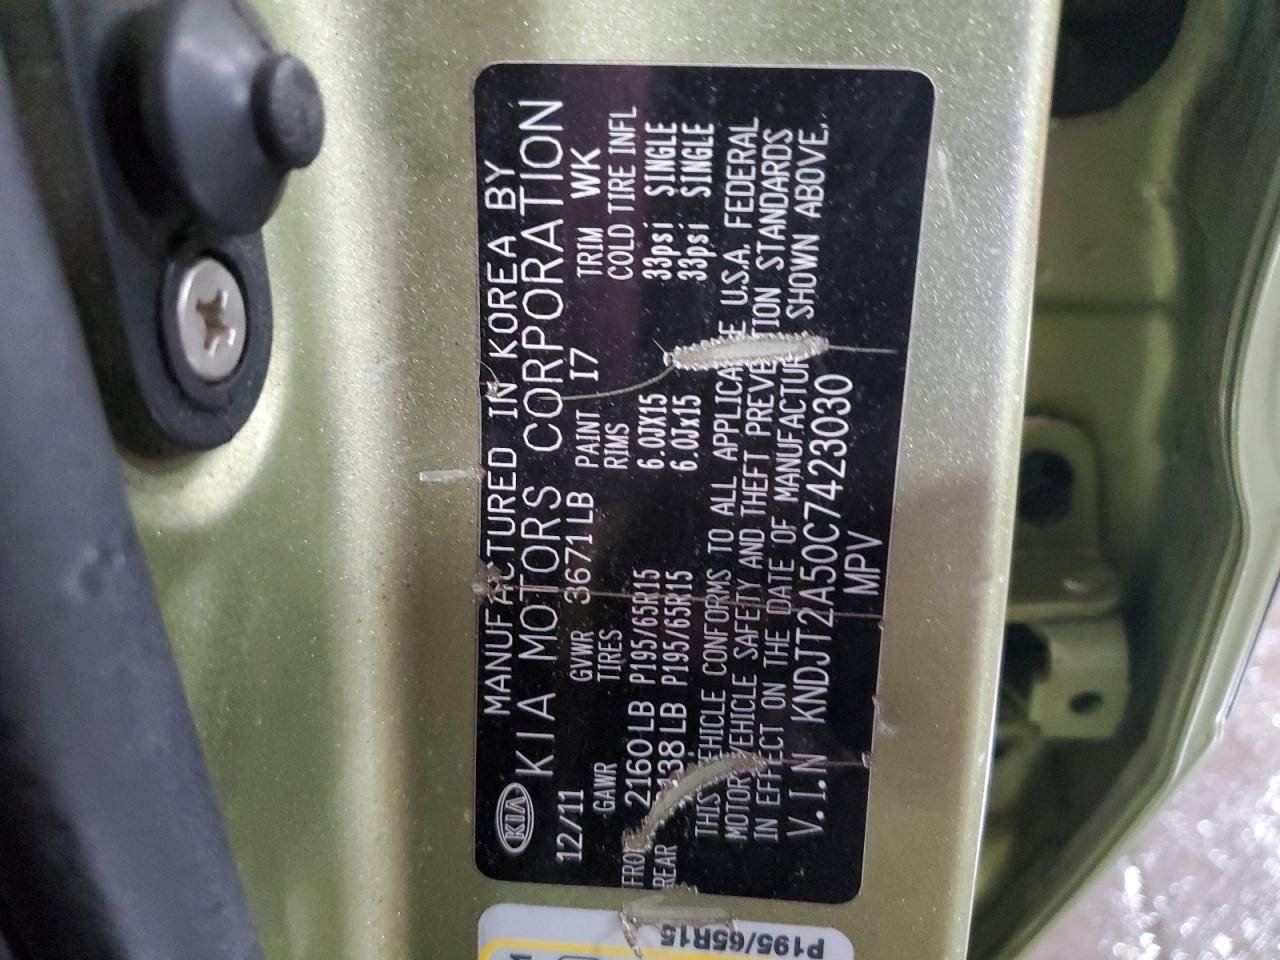 MANUFACTURED IN KOREA BY
KIA KIA MOTORS CORPORATION
12/11 GVWR 3671LB PAINT I7 TRIM WK
GAWR TIRES RIMS COLD TIRE INFL
2160LB P195/65R15 6.0JX15 33psi SINGLE
REAR 138LB P195/65R15 6.0Jx15 33psi SINGLE
THIS VEHICLE CONFORMS TO ALL U.S.A. FEDERAL
MOTOR VEHICLE SAFETY AND THEFT PREVENTION STANDARDS
IN EFFECT ON THE DATE OF MANUFACTURE SHOWN ABOVE.
V.I.N KNDJT2A50C7423030
MPV
P195/65R15
P195/65R15